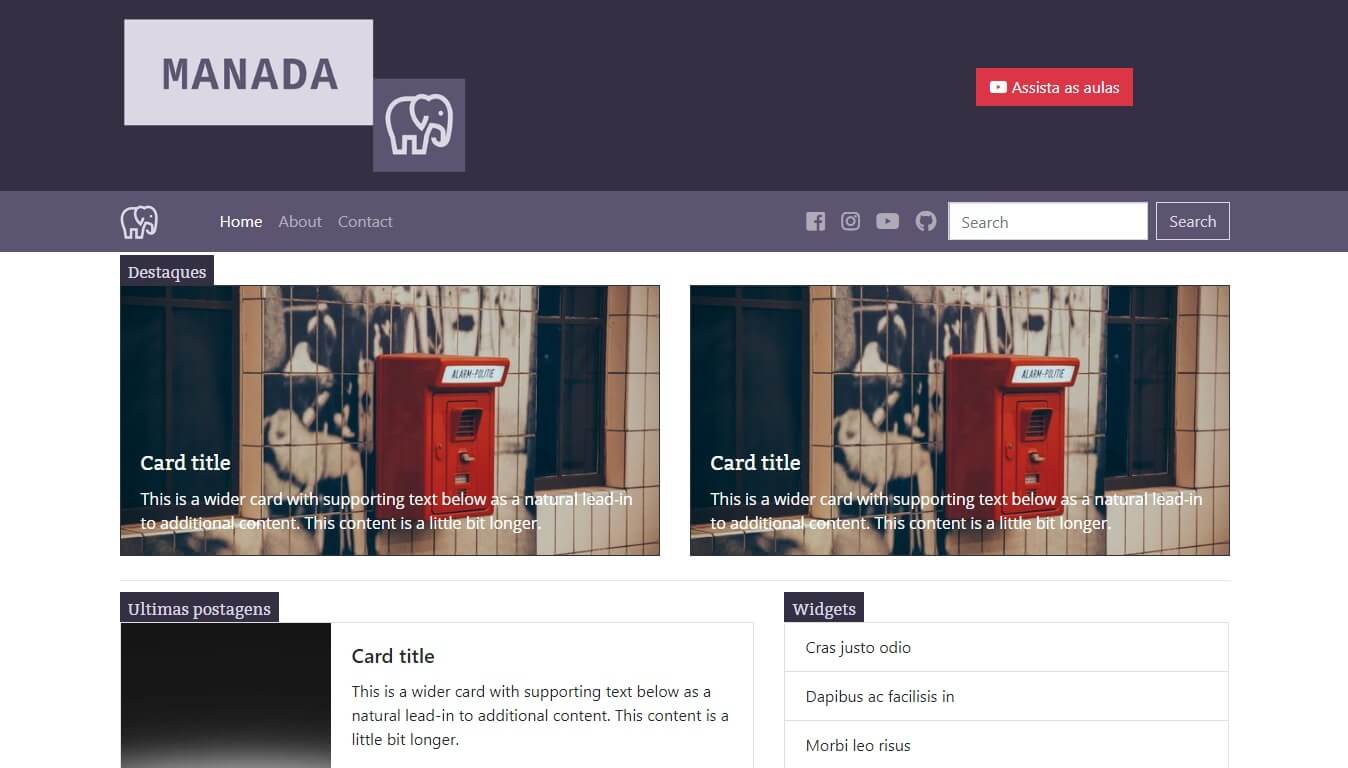 MANADA
Assista as aulas
Home About Contact Search Search
Destaques
ALARM-POLITIE
Card title
This is a wider card with supporting text below as a natural lead-in
to additional content. This content is a little bit longer.
ALARM-POLITIE
Card title
This is a wider card with supporting text below as a natural lead-in
to additional content. This content is a little bit longer.
Ultimas postagens
Card title
This is a wider card with supporting text below as a
natural lead-in to additional content. This content is a
little bit longer.
Widgets
Cras justo odio
Dapibus ac facilisis in
Morbi leo risus